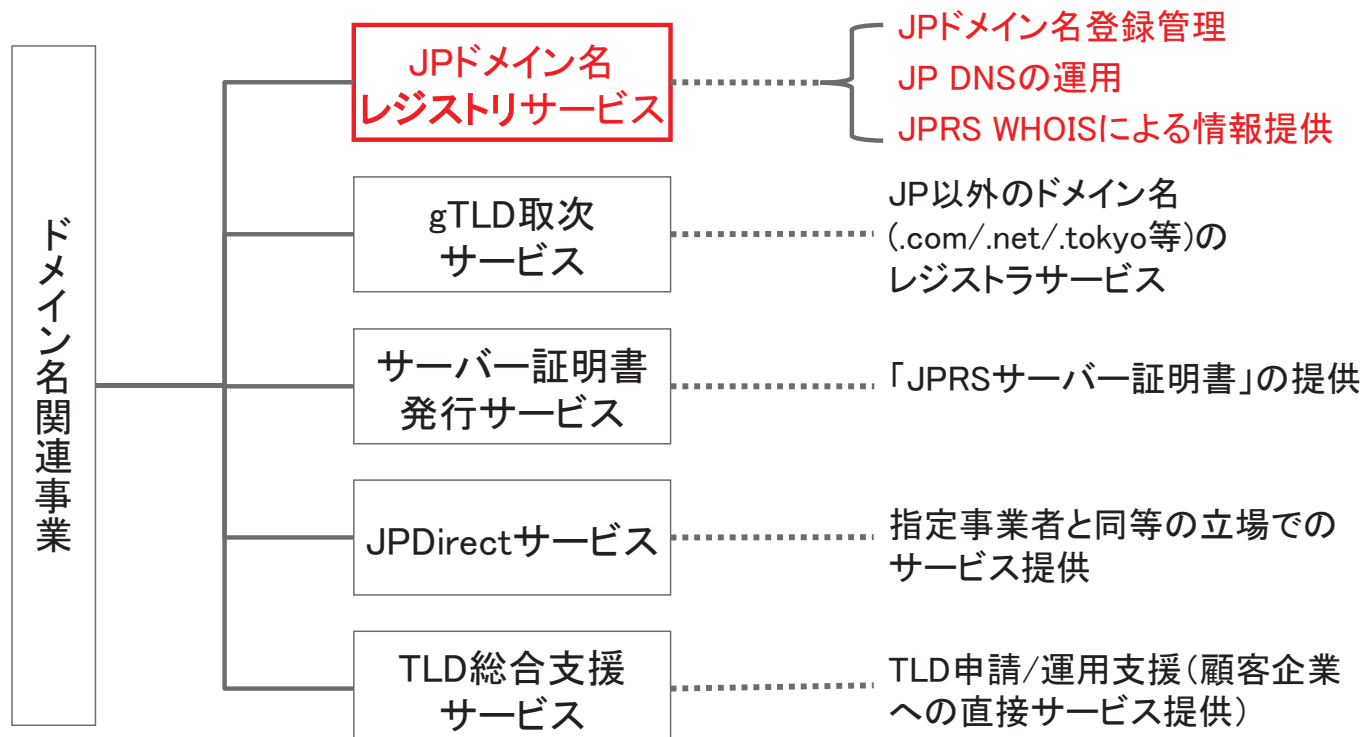 ドメイン名関連事業
JPドメイン名
レジストリサービス
JPドメイン名登録管理
JP DNSの運用
JPRS WHOISによる情報提供
gTLD取次
サービス
JP以外のドメイン名
(.com/.net/.tokyo等)の
レジストラサービス
サーバー証明書
発行サービス
「JPRSサーバー証明書」の提供
JPDirectサービス
指定事業者と同等の立場での
サービス提供
TLD総合支援
サービス
TLD申請/運用支援(顧客企業
への直接サービス提供)